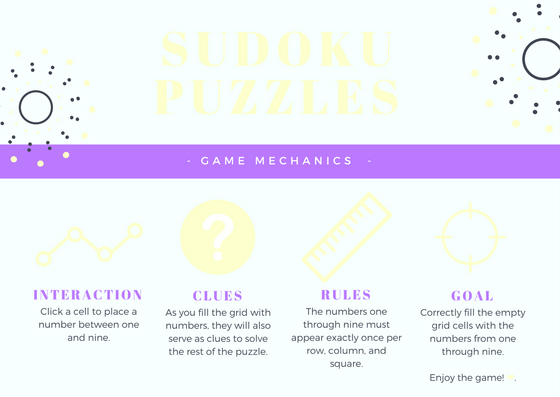 SUDOKU
PUZZLES
- GAME MECHANICS -
INTERACTION
Click a cell to place a
number between one
and nine.
?
CLUES
As you fill the grid with
numbers, they will also
serve as clues to solve
the rest of the puzzle.
RULES
The numbers one
through nine must
appear exactly once per
row, column, and
square.
GOAL
Correctly fill the empty
grid cells with the
numbers from one
through nine.
Enjoy the game! .